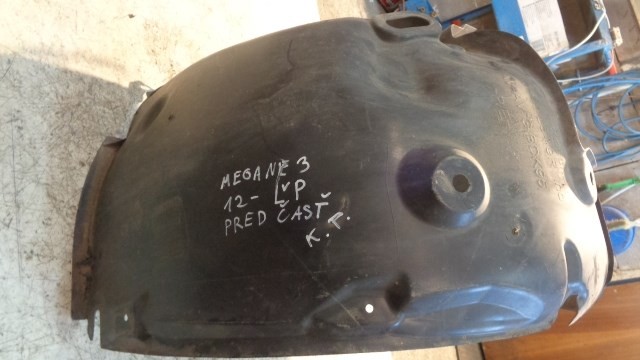 MEGANE 3
12- ĽP
PRED ČASŤ
K.P.